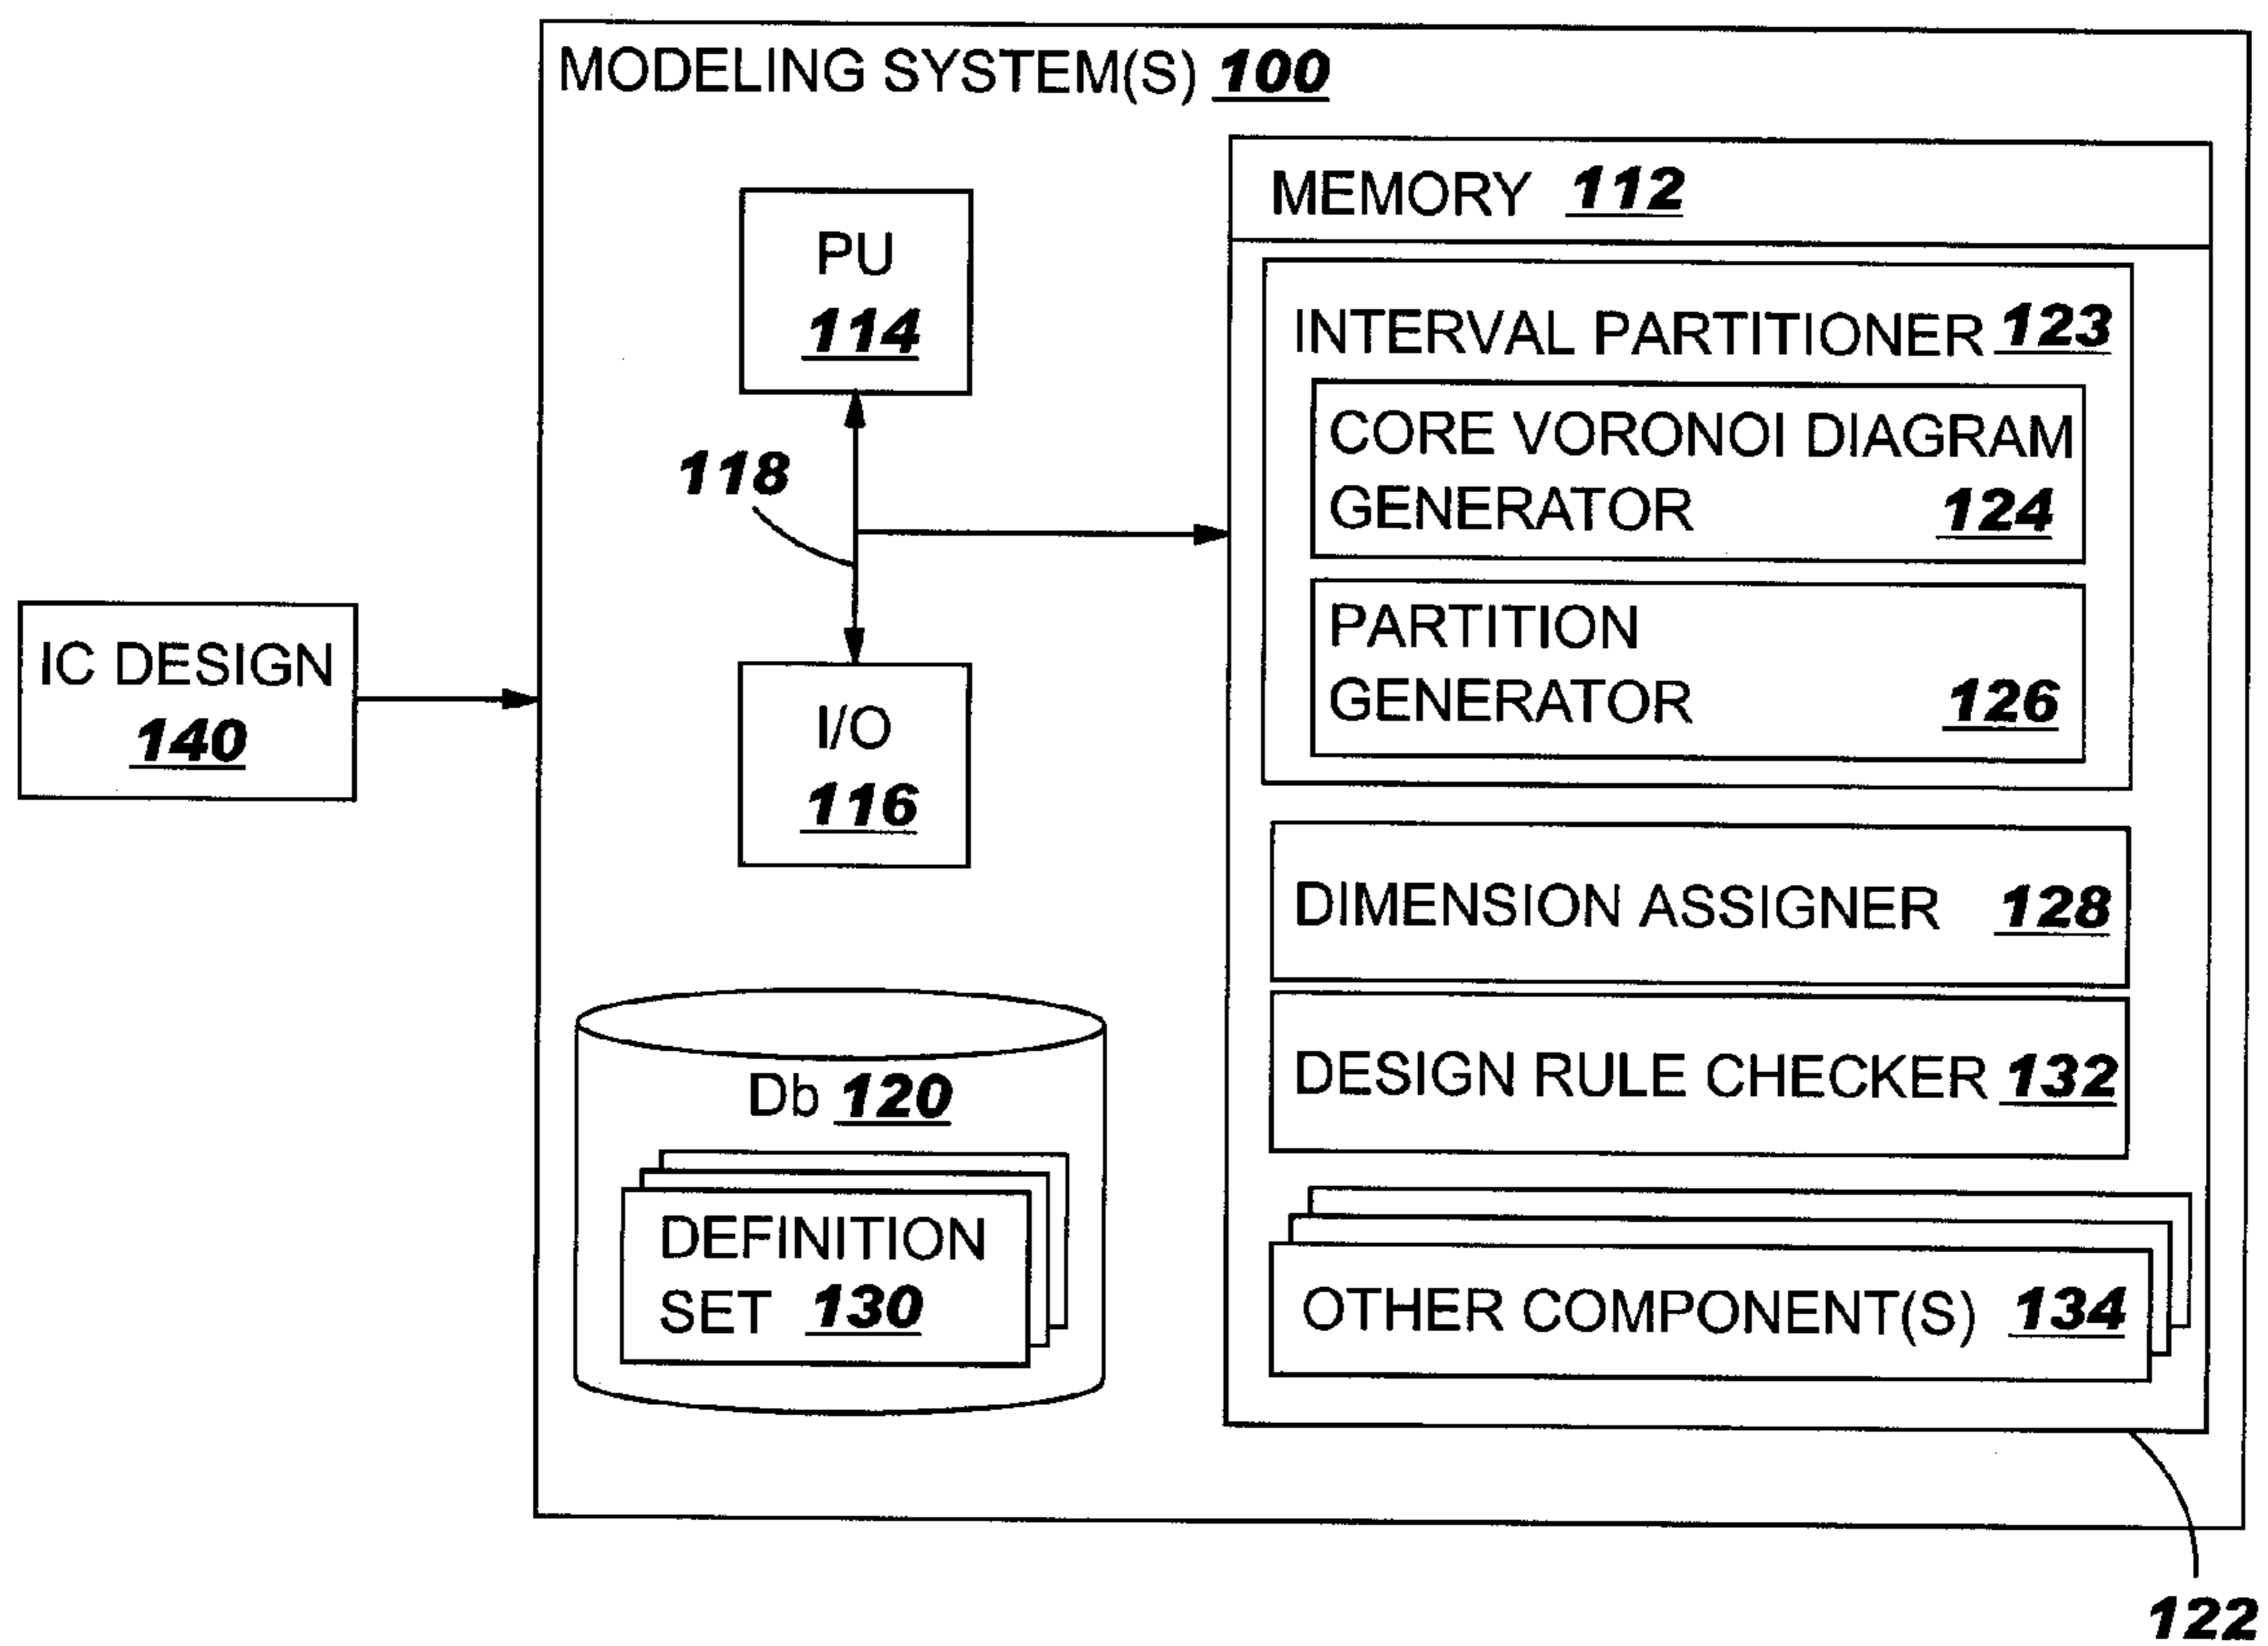 MODELING SYSTEM(S) 100
MEMORY 112
PU
114
INTERVAL PARTITIONER 123
CORE VORONOI DIAGRAM
GENERATOR 124
118
PARTITION
GENERATOR 126
IC DESIGN
140
I/O
116
DIMENSION ASSIGNER 128
DESIGN RULE CHECKER 132
Db 120
DEFINITION
SET 130
OTHER COMPONENT(S) 134
122